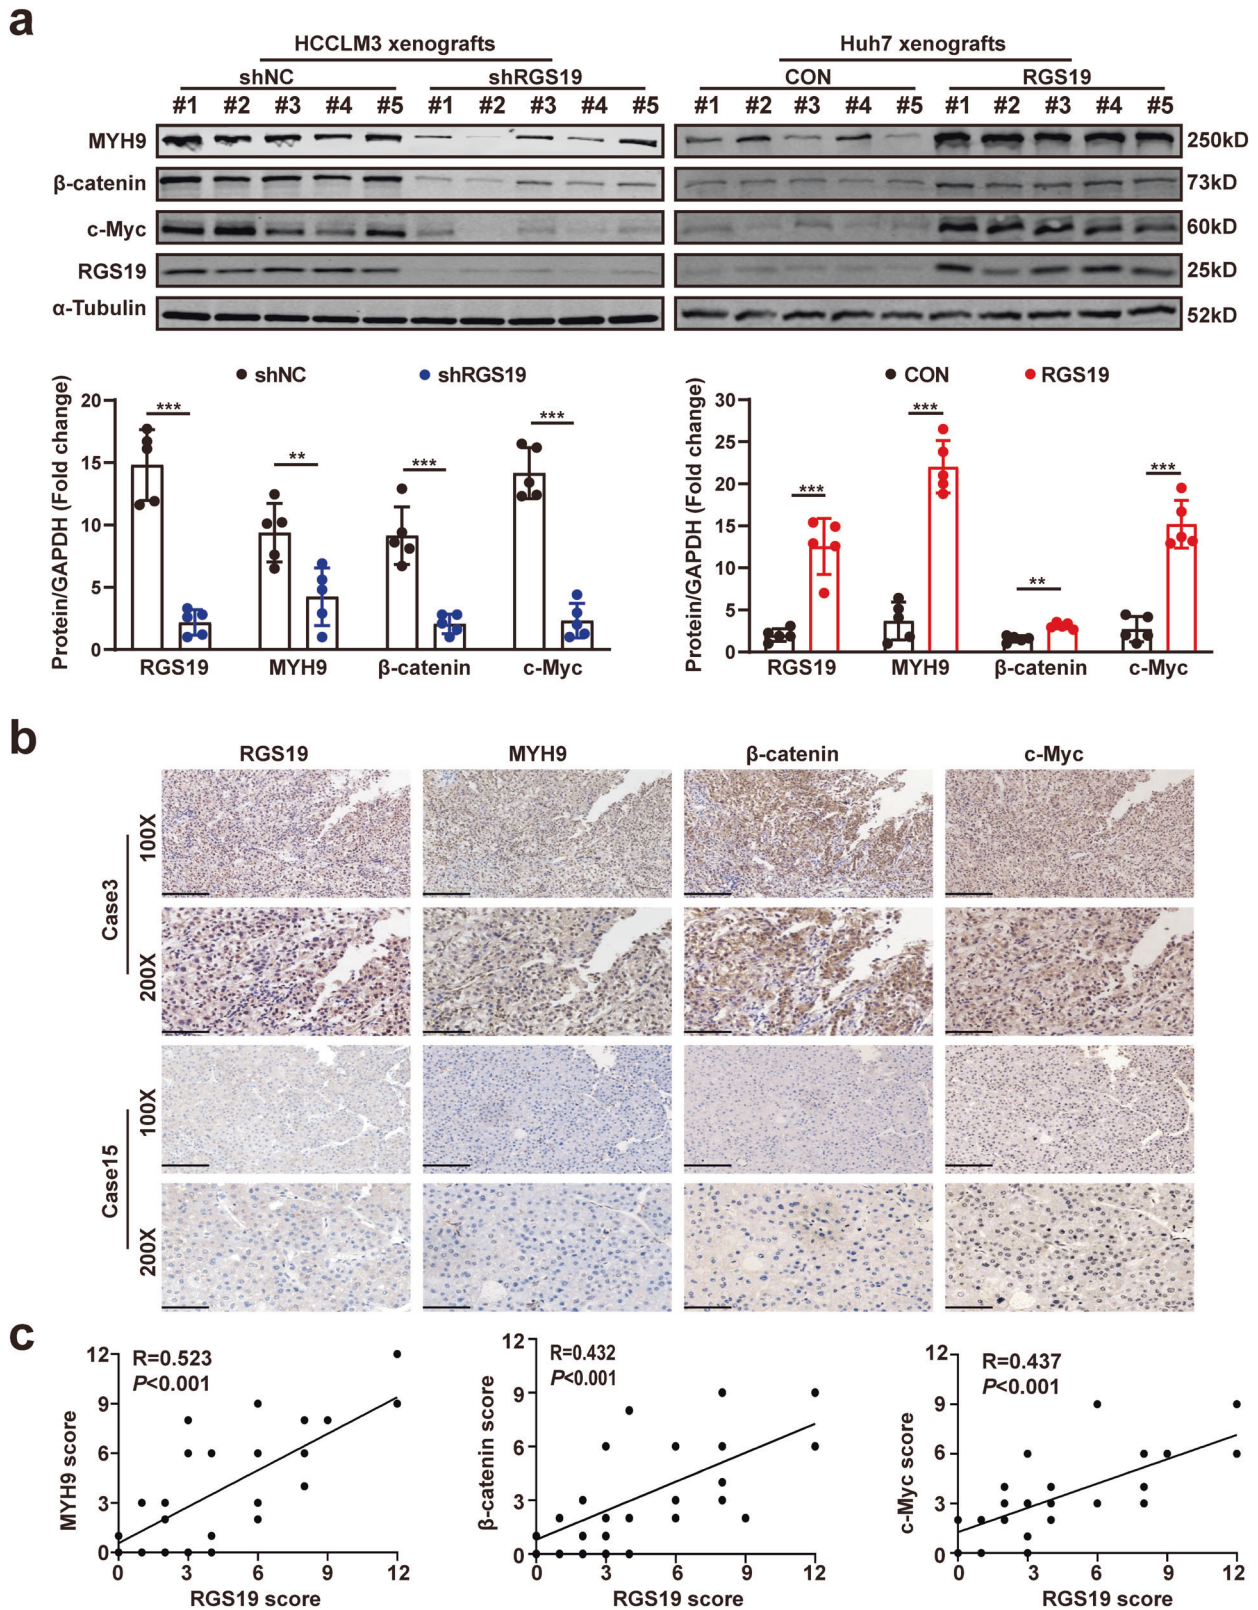 a
HCCLM3 xenografts
Huh7 xenografts
shNC
shRGS19
CON
RGS19
#1 #2 #3 #4 #5 #1 #2 #3 #4 #5
#1 #2 #3 #4 #5 #1 #2 #3 #4 #5
MYH9
250kD
β-catenin
73kD
c-Myc
60kD
RGS19
25kD
α-Tubulin
52kD
shNC
shRGS19
Protein/GAPDH (Fold change)
20
15
10
5
0
***
**
***
***
RGS19
MYH9
β-catenin
c-Myc
CON
RGS19
Protein/GAPDH (Fold change)
30
25
20
15
10
5
0
***
***
**
***
RGS19
MYH9
β-catenin
c-Myc
b
RGS19
MYH9
β-catenin
c-Myc
Case3
100X
200X
Case15
100X
200X
c
R=0.523
P<0.001
MYH9 score
12
9
6
3
0
0 3 6 9 12
RGS19 score
R=0.432
P<0.001
β-catenin score
12
9
6
3
0
0 3 6 9 12
RGS19 score
R=0.437
P<0.001
c-Myc score
12
9
6
3
0
0 3 6 9 12
RGS19 score